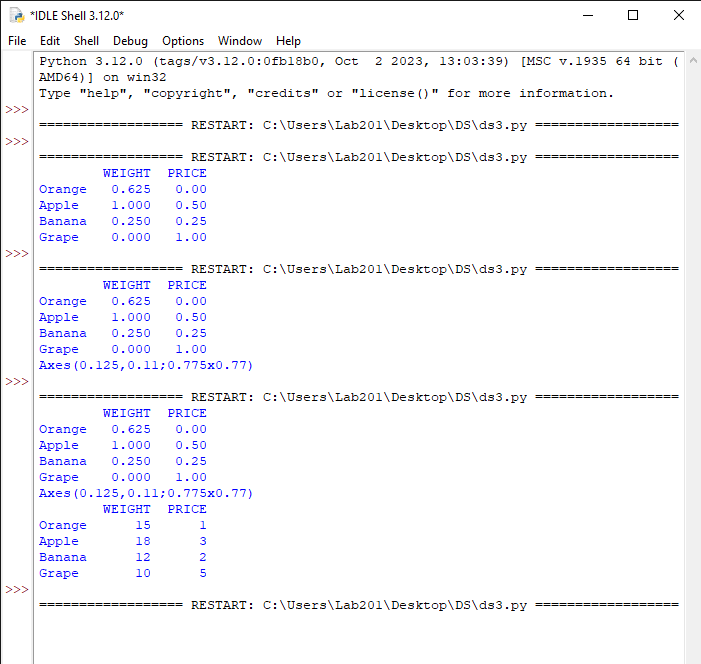 *IDLE Shell 3.12.0*
File Edit Shell Debug Options Window Help
Python 3.12.0 (tags/v3.12.0:0fb18b0, Oct  2 2023, 13:03:39) [MSC v.1935 64 bit (
AMD64)] on win32
Type "help", "copyright", "credits" or "license()" for more information.
>>>
================== RESTART: C:\Users\Lab201\Desktop\DS\ds3.py ==================
>>>
================== RESTART: C:\Users\Lab201\Desktop\DS\ds3.py ==================
        WEIGHT  PRICE
Orange   0.625   0.00
Apple    1.000   0.50
Banana   0.250   0.25
Grape    0.000   1.00
>>>
================== RESTART: C:\Users\Lab201\Desktop\DS\ds3.py ==================
        WEIGHT  PRICE
Orange   0.625   0.00
Apple    1.000   0.50
Banana   0.250   0.25
Grape    0.000   1.00
Axes(0.125,0.11;0.775x0.77)
>>>
================== RESTART: C:\Users\Lab201\Desktop\DS\ds3.py ==================
        WEIGHT  PRICE
Orange   0.625   0.00
Apple    1.000   0.50
Banana   0.250   0.25
Grape    0.000   1.00
Axes(0.125,0.11;0.775x0.77)
        WEIGHT  PRICE
Orange      15      1
Apple       18      3
Banana      12      2
Grape       10      5
>>>
================== RESTART: C:\Users\Lab201\Desktop\DS\ds3.py ==================